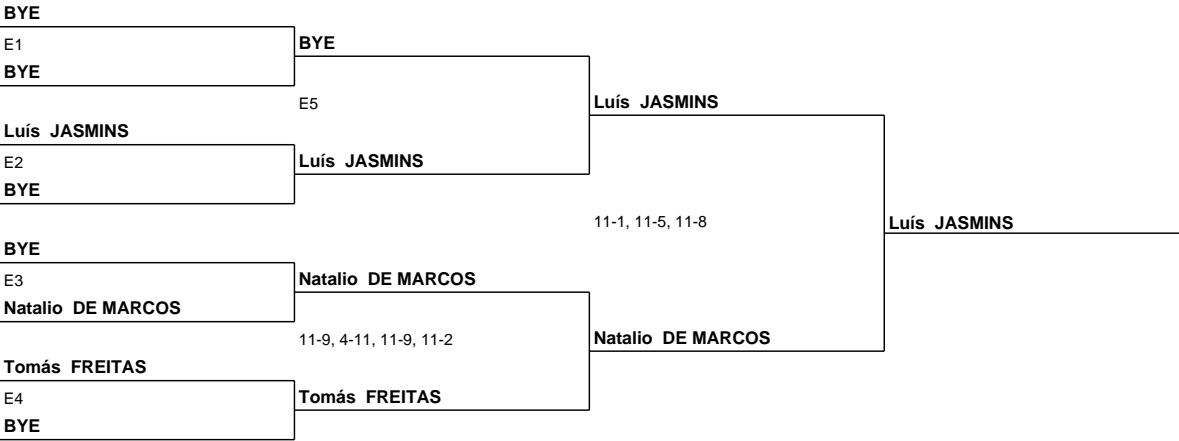 BYE
E1
BYE
BYE
E5
Luís JASMINS
Luís JASMINS
E2
Luís JASMINS
BYE
11-1, 11-5, 11-8
Luís JASMINS
BYE
E3
Natalio DE MARCOS
Natalio DE MARCOS
11-9, 4-11, 11-9, 11-2
Natalio DE MARCOS
Tomás FREITAS
E4
Tomás FREITAS
BYE